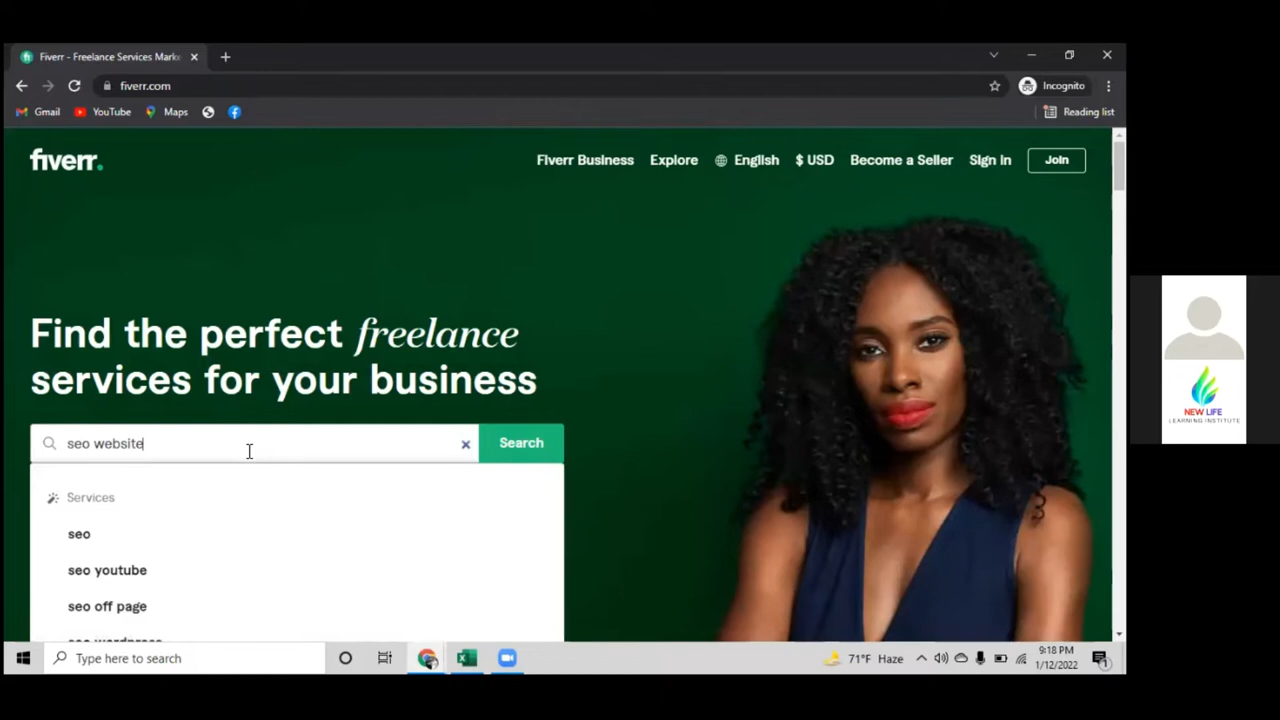 Fiverr - Freelance Services Mark
fiverr.com
Incognito
Gmail
YouTube
Maps
Reading list
fiverr.
Fiverr Business
Explore
English
$ USD
Become a Seller
Sign In
Join
Find the perfect freelance
services for your business
seo website
Search
Services
seo
seo youtube
seo off page
seo wordpress
NEW LIFE
LEARNING INSTITUTE
Type here to search
71°F Haze
9:18 PM
1/12/2022
1